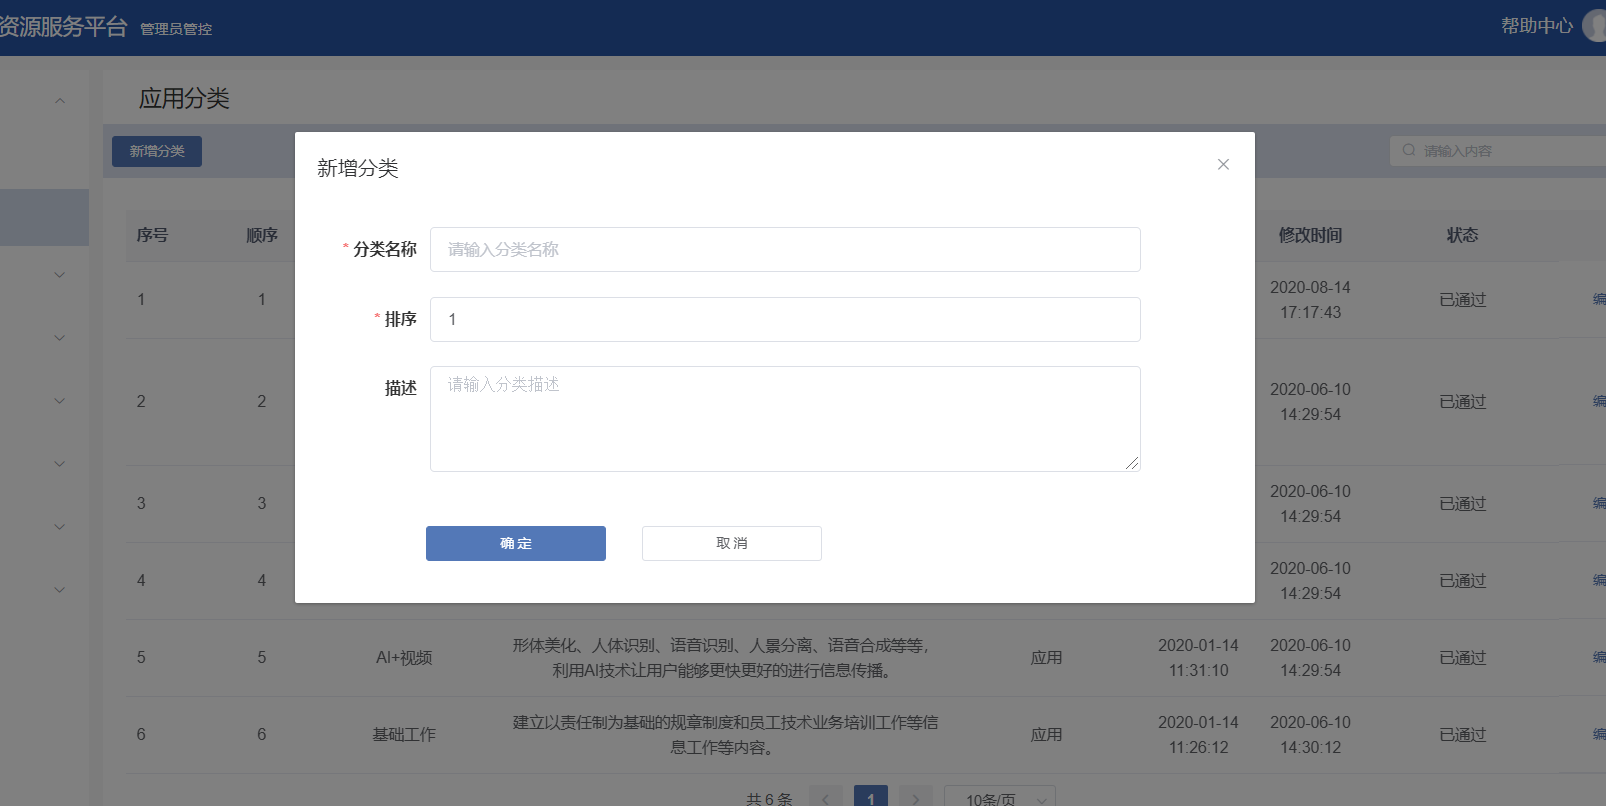 资源服务平台 管理员管控 帮助中心
应用分类
新增分类 请输入内容
新增分类
* 分类名称 请输入分类名称
* 排序 1
描述 请输入分类描述
确定 取消
序号 顺序 修改时间 状态
1 1 2020-08-14 17:17:43 已通过 编
2 2 2020-06-10 14:29:54 已通过 编
3 3 2020-06-10 14:29:54 已通过 编
4 4 2020-06-10 14:29:54 已通过 编
5 5 AI+视频 形体美化、人体识别、语音识别、人景分离、语音合成等等，
利用AI技术让用户能够更快更好的进行信息传播。 应用 2020-01-14 11:31:10 2020-06-10 14:29:54 已通过 编
6 6 基础工作 建立以责任制为基础的规章制度和员工技术业务培训工作等信
息工作等内容。 应用 2020-01-14 11:26:12 2020-06-10 14:30:12 已通过 编
共 6 条 1 10条/页